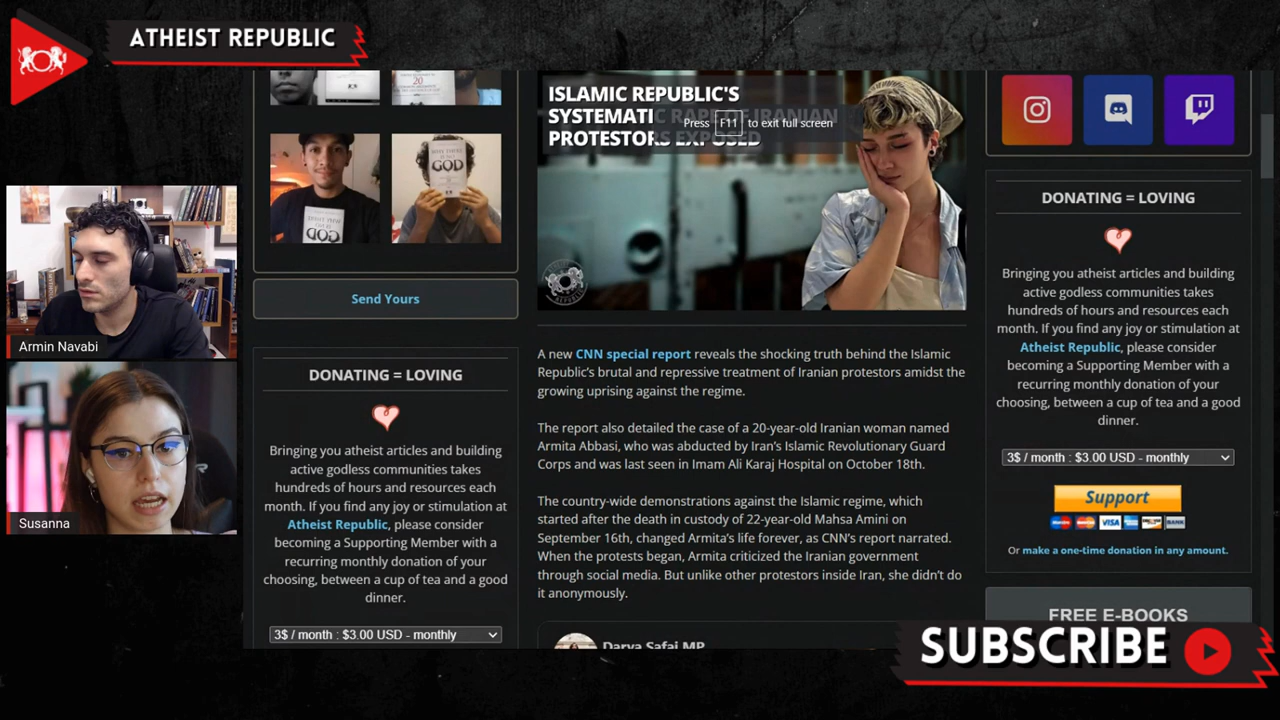 ATHEIST REPUBLIC
Armin Navabi
Susanna
20
WHY THERE
IS NO
GOD
Send Yours
DONATING = LOVING
Bringing you atheist articles and building
active godless communities takes
hundreds of hours and resources each
month. If you find any joy or stimulation at
Atheist Republic, please consider
becoming a Supporting Member with a
recurring monthly donation of your
choosing, between a cup of tea and a good
dinner.
3$ / month : $3.00 USD - monthly
ISLAMIC REPUBLIC'S
SYSTEMATIC RAPE OF IRANIAN
PROTESTORS EXPOSED
Press F11 to exit full screen
A new CNN special report reveals the shocking truth behind the Islamic
Republic's brutal and repressive treatment of Iranian protestors amidst the
growing uprising against the regime.
The report also detailed the case of a 20-year-old Iranian woman named
Armita Abbasi, who was abducted by Iran's Islamic Revolutionary Guard
Corps and was last seen in Imam Ali Karaj Hospital on October 18th.
The country-wide demonstrations against the Islamic regime, which
started after the death in custody of 22-year-old Mahsa Amini on
September 16th, changed Armita's life forever, as CNN's report narrated.
When the protests began, Armita criticized the Iranian government
through social media. But unlike other protestors inside Iran, she didn't do
it anonymously.
Darya Safai MP
DONATING = LOVING
Bringing you atheist articles and building
active godless communities takes
hundreds of hours and resources each
month. If you find any joy or stimulation at
Atheist Republic, please consider
becoming a Supporting Member with a
recurring monthly donation of your
choosing, between a cup of tea and a good
dinner.
3$ / month : $3.00 USD - monthly
Support
VISA
BANK
Or make a one-time donation in any amount.
FREE E-BOOKS
SUBSCRIBE